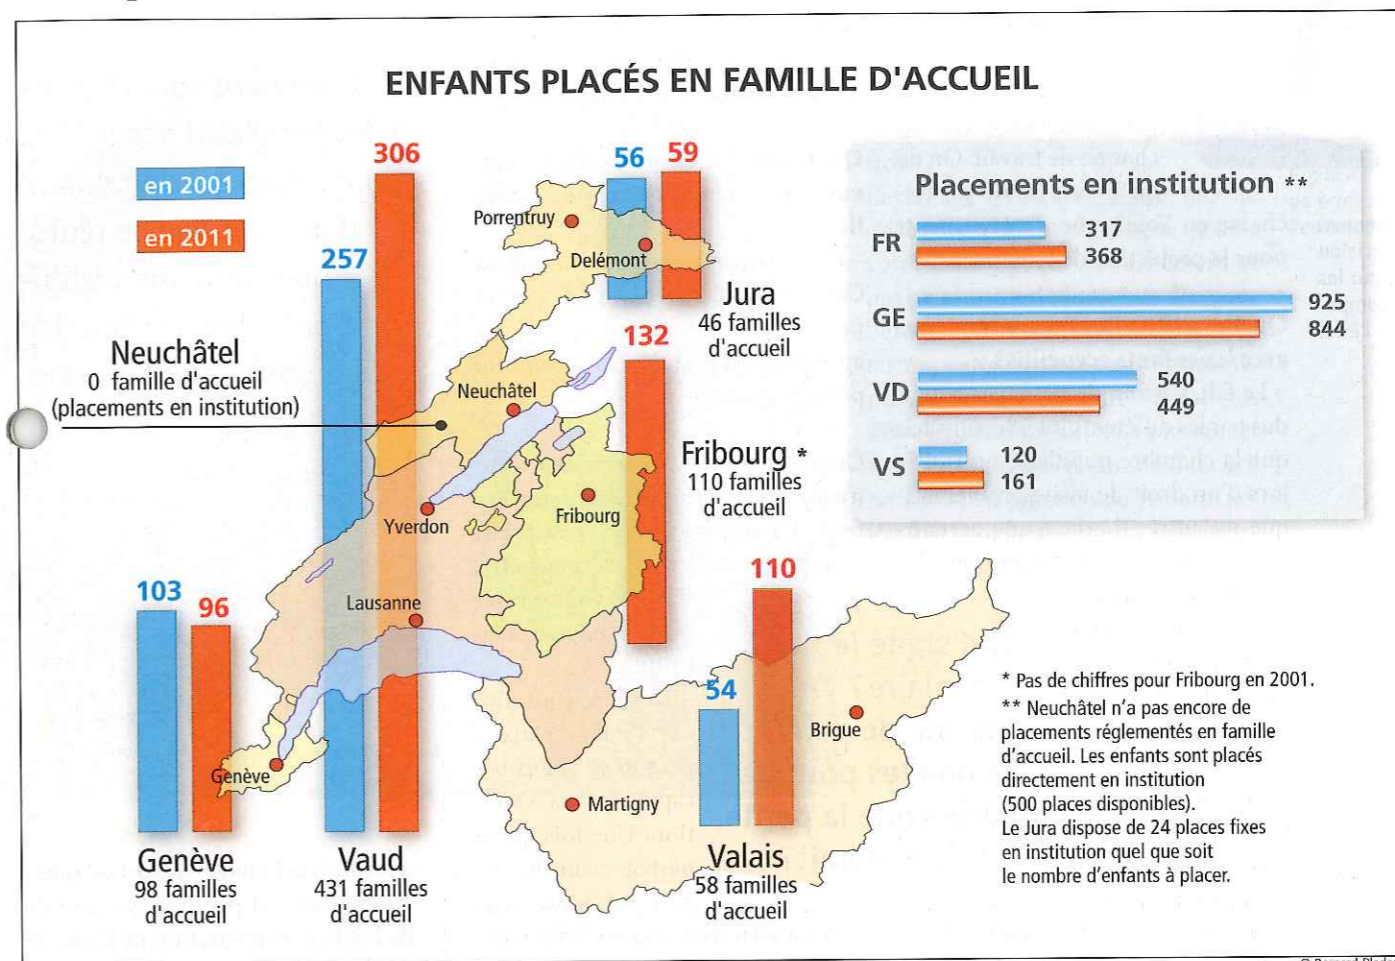 ENFANTS PLACÉS EN FAMILLE D'ACCUEIL
en 2001
en 2011
257
306
56
59
Porrentruy
Delémont
Jura
46 familles
d'accueil
Neuchâtel
0 famille d'accueil
(placements en institution)
Neuchâtel
132
Fribourg *
110 familles
d'accueil
Fribourg
Yverdon
Lausanne
103
96
Genève
Genève
98 familles
d'accueil
Vaud
431 familles
d'accueil
110
54
Brigue
Martigny
Valais
58 familles
d'accueil
Placements en institution **
FR
317
368
GE
925
844
VD
540
449
VS
120
161
* Pas de chiffres pour Fribourg en 2001.
** Neuchâtel n'a pas encore de
placements réglementés en famille
d'accueil. Les enfants sont placés
directement en institution
(500 places disponibles).
Le Jura dispose de 24 places fixes
en institution quel que soit
le nombre d'enfants à placer.